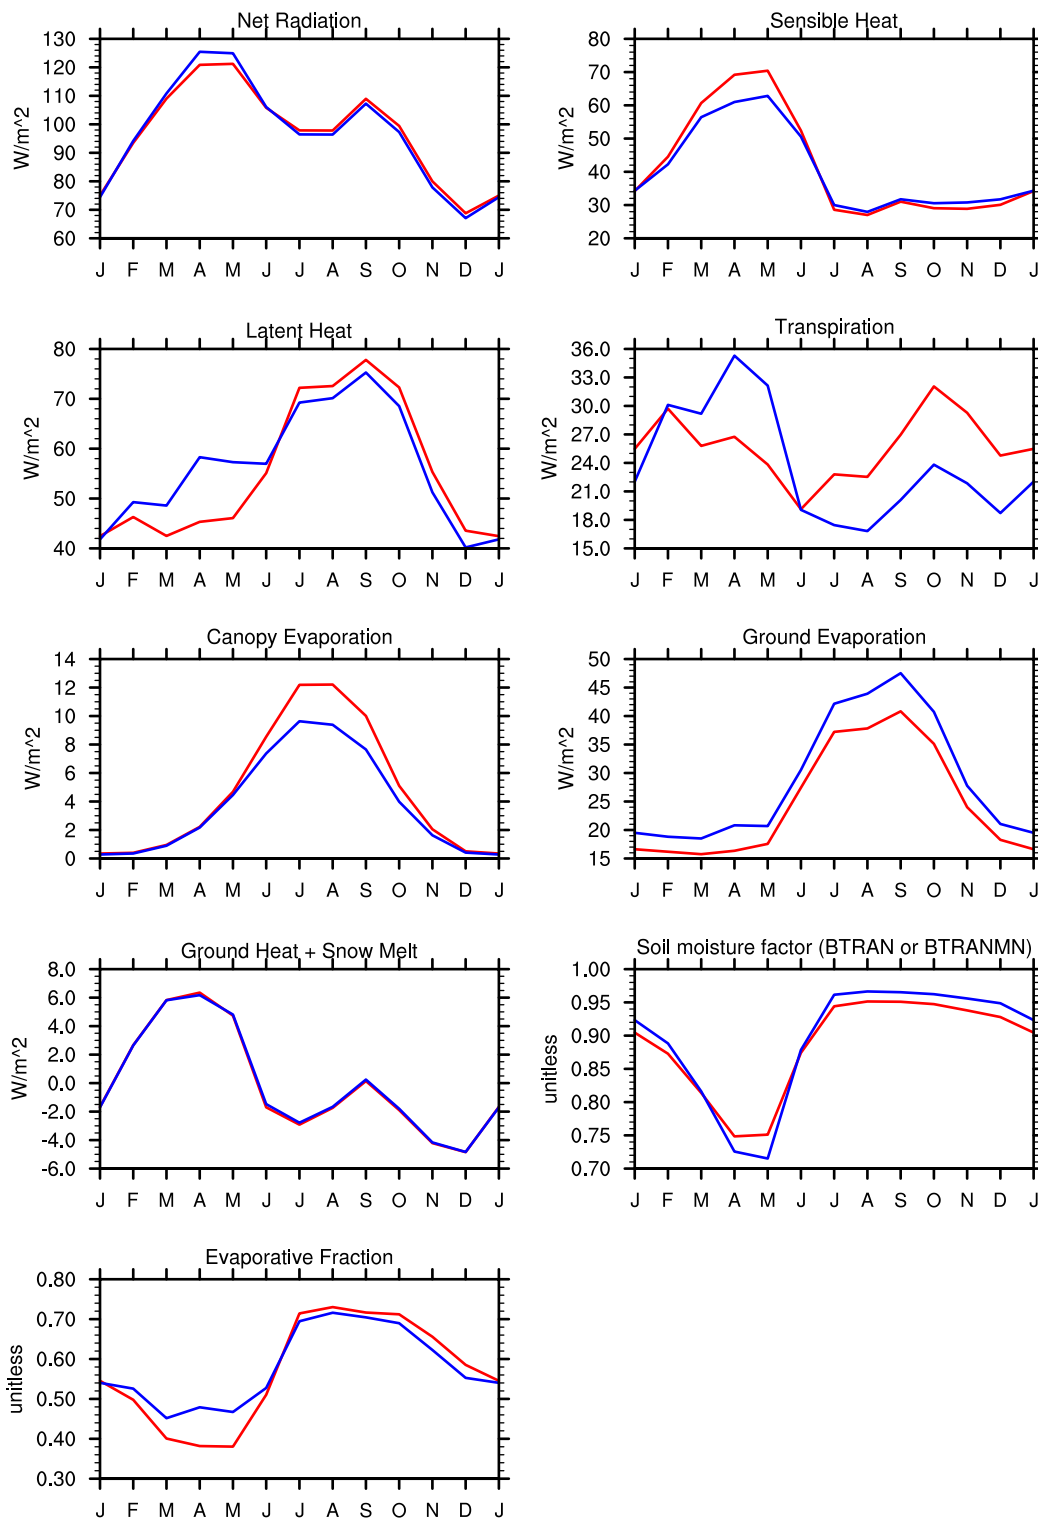 Net Radiation
130
120
110
100
90
80
70
60
W/m^2
J F M A M J J A S O N D J
Sensible Heat
80
70
60
50
40
30
20
W/m^2
J F M A M J J A S O N D J
Latent Heat
80
70
60
50
40
W/m^2
J F M A M J J A S O N D J
Transpiration
36.0
33.0
30.0
27.0
24.0
21.0
18.0
15.0
W/m^2
J F M A M J J A S O N D J
Canopy Evaporation
14
12
10
8
6
4
2
0
W/m^2
J F M A M J J A S O N D J
Ground Evaporation
50
45
40
35
30
25
20
15
W/m^2
J F M A M J J A S O N D J
Ground Heat + Snow Melt
8.0
6.0
4.0
2.0
0.0
-2.0
-4.0
-6.0
W/m^2
J F M A M J J A S O N D J
Soil moisture factor (BTRAN or BTRANMN)
1.00
0.95
0.90
0.85
0.80
0.75
0.70
unitless
J F M A M J J A S O N D J
Evaporative Fraction
0.80
0.70
0.60
0.50
0.40
0.30
unitless
J F M A M J J A S O N D J